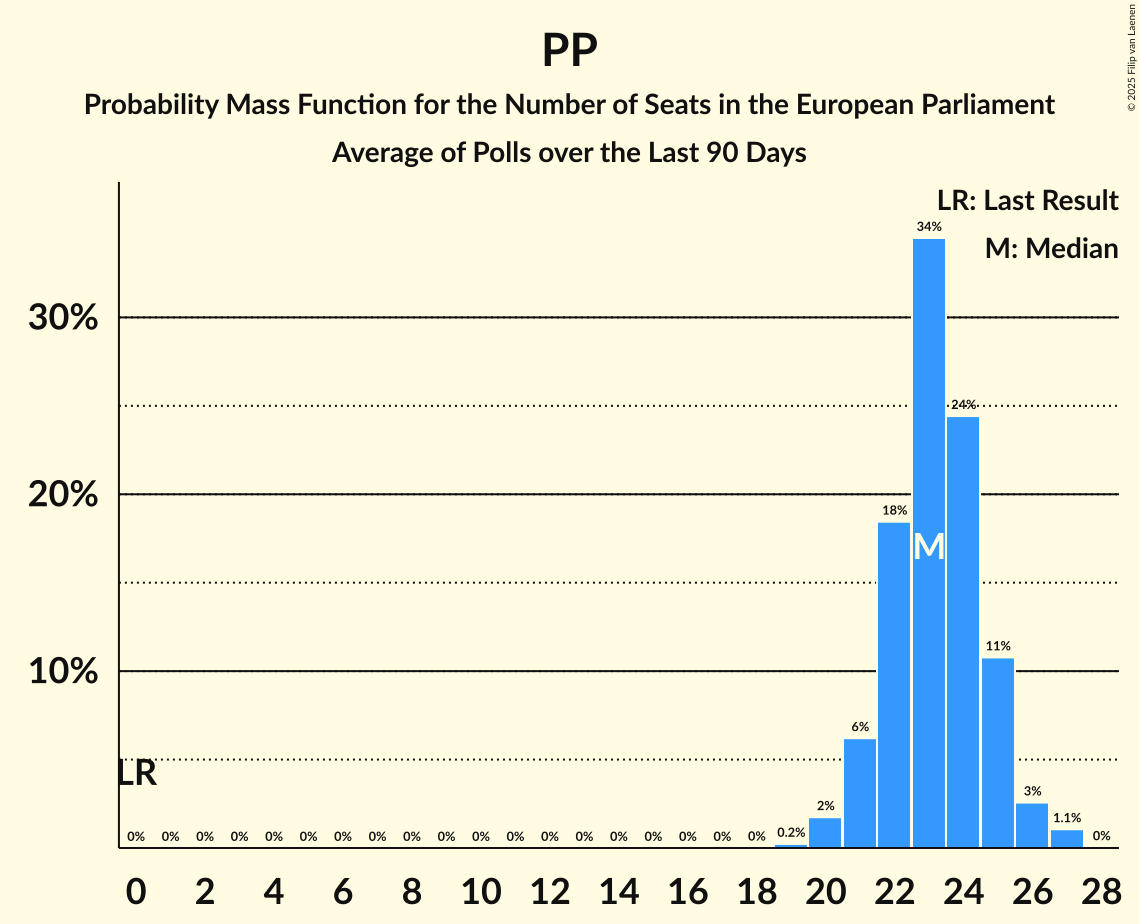 PP
Probability Mass Function for the Number of Seats in the European Parliament
Average of Polls over the Last 90 Days
© 2025 Filip van Laenen
LR: Last Result
M: Median
34%
30%
24%
20%
18%
M
11%
10%
6%
LR
3%
2%
1.1%
0% 0% 0% 0% 0% 0% 0% 0% 0% 0% 0% 0% 0% 0% 0% 0% 0% 0% 0% 0.2% 0%
0 2 4 6 8 10 12 14 16 18 20 22 24 26 28